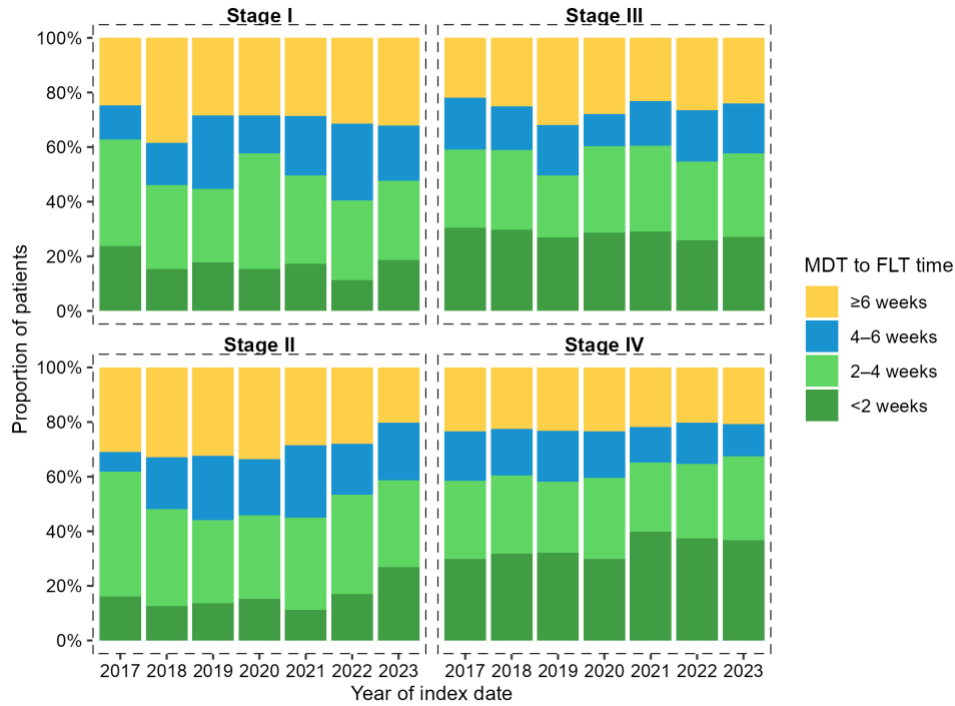 Stage I
Stage III
100%
80%
60%
40%
20%
0%
Stage II
Stage IV
100%
80%
60%
40%
20%
0%
2017 2018 2019 2020 2021 2022 2023
2017 2018 2019 2020 2021 2022 2023
Year of index date
Proportion of patients
MDT to FLT time
≥6 weeks
4–6 weeks
2–4 weeks
<2 weeks